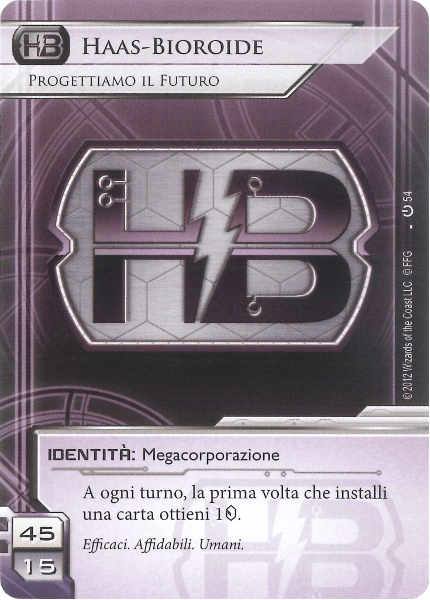 HB HAAS-BIOROIDE
PROGETTIAMO IL FUTURO
HB
54
© 2012 Wizards of the Coast LLC © FFG
IDENTITÀ: Megacorporazione
A ogni turno, la prima volta che installi
una carta ottieni 1.
Efficaci. Affidabili. Umani.
45
15